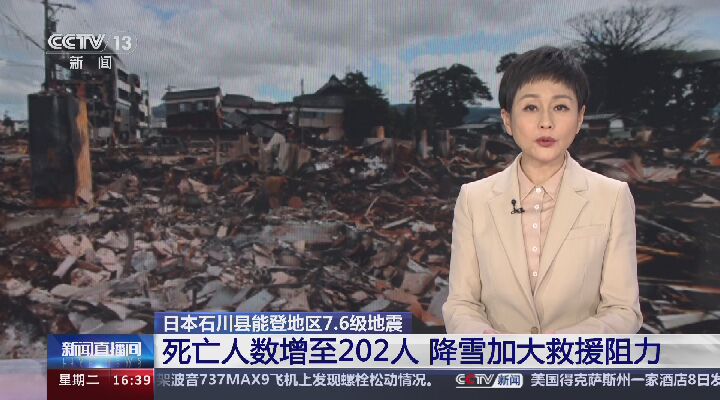 CCTV 13
新闻
日本石川县能登地区7.6级地震
新闻直播间
死亡人数增至202人 降雪加大救援阻力
星期二 16:39 架波音737MAX9飞机上发现螺栓松动情况。 CCTV 新闻 美国得克萨斯州一家酒店8日发